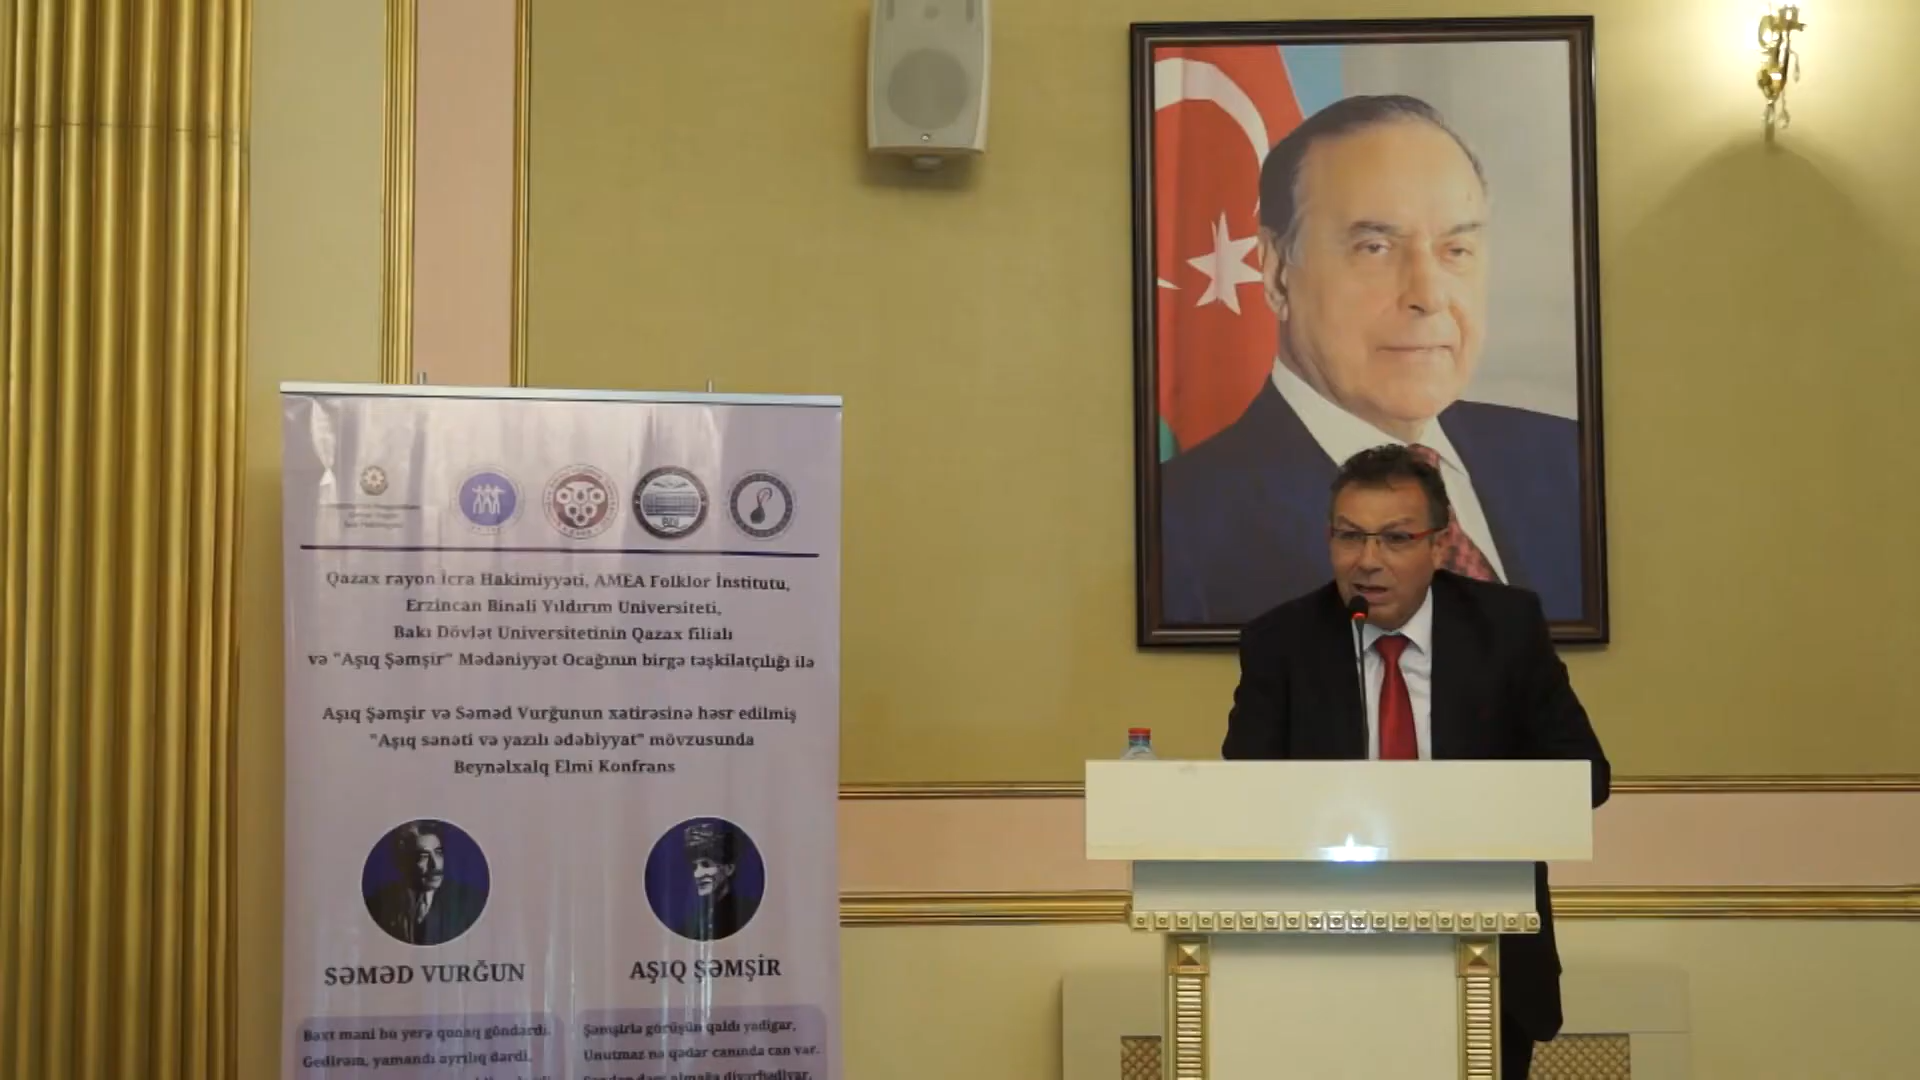 BDU
Qazax rayon İcra Hakimiyyəti, AMEA Folklor İnstitutu,
Erzincan Binali Yıldırım Universiteti,
Bakı Dövlət Universitetinin Qazax filialı
və "Aşıq Şəmşir" Mədəniyyət Ocağının birgə təşkilatçılığı ilə
Aşıq Şəmşir və Səməd Vurğunun xatirəsinə həsr edilmiş
"Aşıq sənəti və yazılı ədəbiyyat" mövzusunda
Beynəlxalq Elmi Konfrans
SƏMƏD VURĞUN
AŞIQ ŞƏMŞİR
Bəxt məni bu yerə qonaq göndərdi.
Gedirəm, yamandı ayrılıq dərdi.
Şəmşirlə görüşün qaldı yadigar,
Unutmaz nə qədər canında can var.